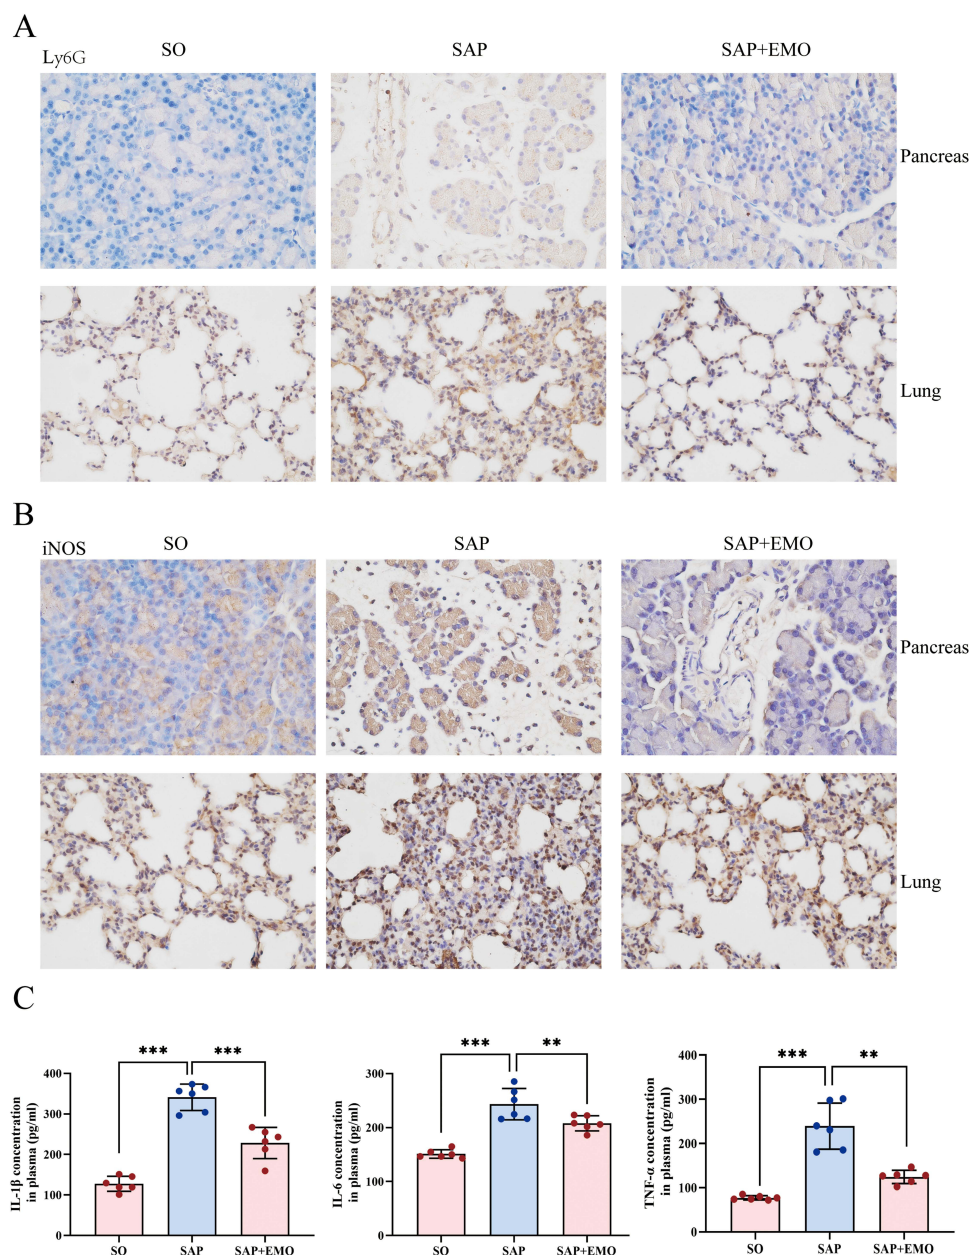 A
Ly6G
SO
SAP
SAP+EMO
Pancreas
Lung
B
iNOS
SO
SAP
SAP+EMO
Pancreas
Lung
C
IL-1β concentration
in plasma (pg/ml)
400
300
200
100
0
***
***
SO
SAP
SAP+EMO
IL-6 concentration
in plasma (pg/ml)
300
200
100
0
***
**
SO
SAP
SAP+EMO
TNF-α concentration
in plasma (pg/ml)
400
300
200
100
0
***
**
SO
SAP
SAP+EMO